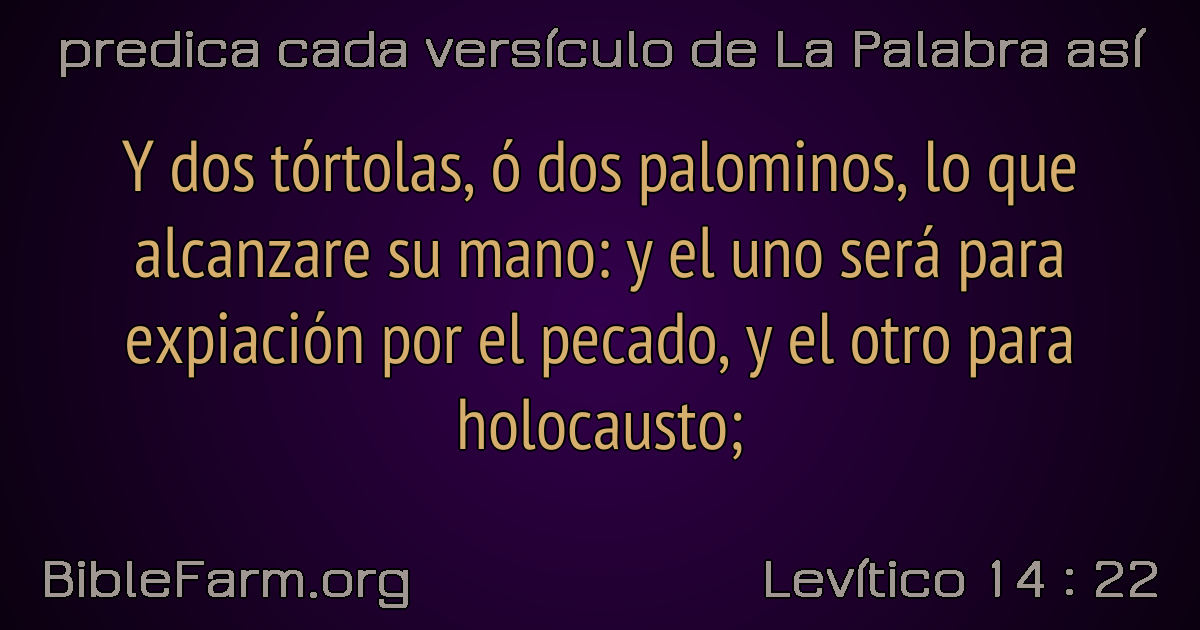 predica cada versículo de La Palabra así
Y dos tórtolas, ó dos palominos, lo que
alcanzare su mano: y el uno será para
expiación por el pecado, y el otro para
holocausto;
BibleFarm.org
Levítico 14 : 22